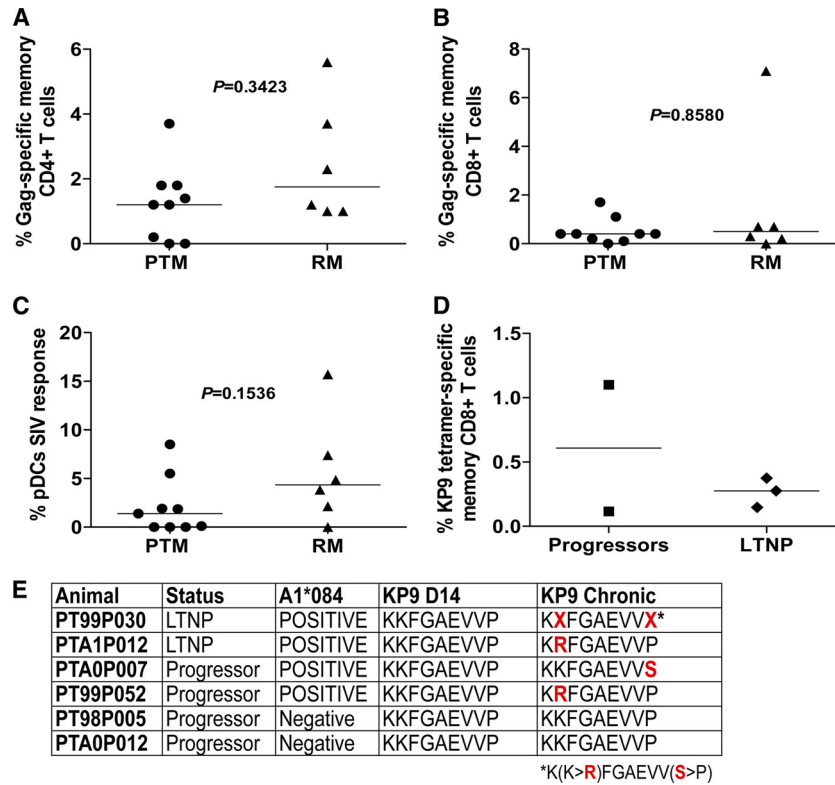 A
% Gag-specific memory
CD4+ T cells
6
4
2
0
P=0.3423
PTM
RM
B
% Gag-specific memory
CD8+ T cells
8
6
4
2
0
P=0.8580
PTM
RM
C
% pDCs SIV response
20
15
10
5
0
P=0.1536
PTM
RM
D
% KP9 tetramer-specific
memory CD8+ T cells
1.5
1.0
0.5
0.0
Progressors
LTNP
E
Animal Status A1*084 KP9 D14 KP9 Chronic
PT99P030 LTNP POSITIVE KKFGAEVVP KXFGAEVVX*
PTA1P012 LTNP POSITIVE KKFGAEVVP KRFGAEVVP
PTA0P007 Progressor POSITIVE KKFGAEVVP KKFGAEVVS
PT99P052 Progressor POSITIVE KKFGAEVVP KRFGAEVVP
PT98P005 Progressor Negative KKFGAEVVP KKFGAEVVP
PTA0P012 Progressor Negative KKFGAEVVP KKFGAEVVP
*K(K>R)FGAEVV(S>P)